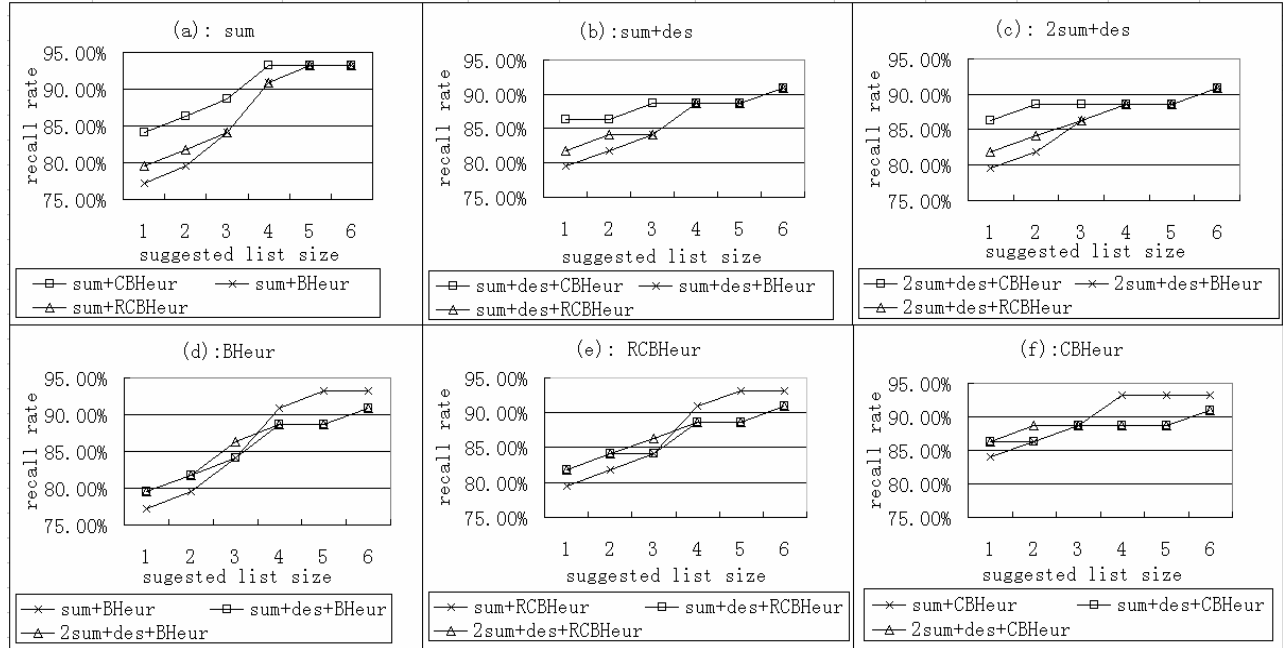 (a): sum
95.00%
90.00%
85.00%
80.00%
75.00%
recall rate
1 2 3 4 5 6
suggested list size
sum+CBHeur sum+BHeur
sum+RCBHeur
(b):sum+des
95.00%
90.00%
85.00%
80.00%
75.00%
recall rate
1 2 3 4 5 6
suggested list size
sum+des+CBHeur sum+des+BHeur
sum+des+RCBHeur
(c): 2sum+des
95.00%
90.00%
85.00%
80.00%
75.00%
recall rate
1 2 3 4 5 6
suggested list size
2sum+des+CBHeur 2sum+des+BHeur
2sum+des+RCBHeur
(d):BHeur
95.00%
90.00%
85.00%
80.00%
75.00%
recall rate
1 2 3 4 5 6
suggested list size
sum+BHeur sum+des+BHeur
2sum+des+BHeur
(e): RCBHeur
95.00%
90.00%
85.00%
80.00%
75.00%
recall rate
1 2 3 4 5 6
suggested list size
sum+RCBHeur sum+des+RCBHeur
2sum+des+RCBHeur
(f):CBHeur
95.00%
90.00%
85.00%
80.00%
75.00%
recall rate
1 2 3 4 5 6
suggested list size
sum+CBHeur sum+des+CBHeur
2sum+des+CBHeur